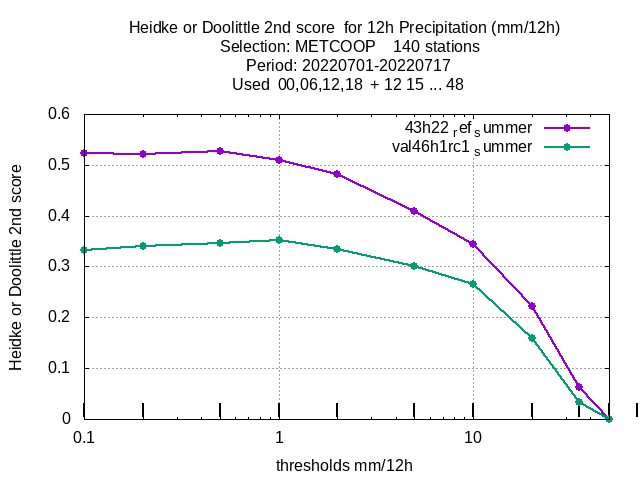 Heidke or Doolittle 2nd score  for 12h Precipitation (mm/12h)
Selection: METCOOP    140 stations
Period: 20220701-20220717
Used  00,06,12,18  + 12 15 ... 48
43h22 refsummer
val46h1rc1 summer
Heidke or Doolittle 2nd score
0.6
0.5
0.4
0.3
0.2
0.1
0
0.1 1 10
thresholds mm/12h